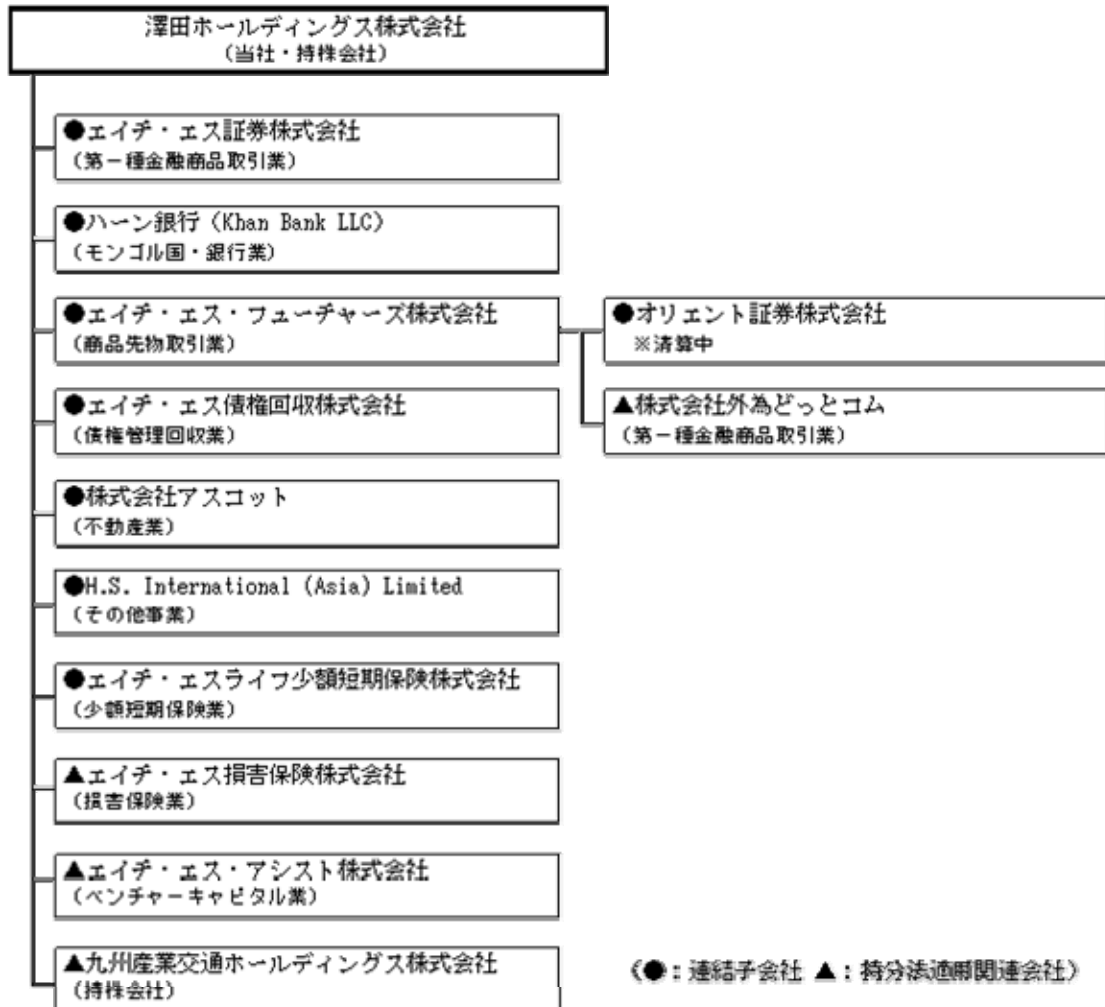 澤田ホールディングス株式会社
（当社・持株会社）
●エイチ・エス証券株式会社
（第一種金融商品取引業）
●ハーン銀行（Khan Bank LLC）
（モンゴル国・銀行業）
●エイチ・エス・フューチャーズ株式会社
（商品先物取引業）
●オリエント証券株式会社
※清算中
●エイチ・エス債権回収株式会社
（債権管理回収業）
▲株式会社外為どっとコム
（第一種金融商品取引業）
●株式会社アスコット
（不動産業）
●H.S. International (Asia) Limited
（その他事業）
●エイチ・エスライフ少額短期保険株式会社
（少額短期保険業）
▲エイチ・エス損害保険株式会社
（損害保険業）
▲エイチ・エス・アシスト株式会社
（ベンチャーキャピタル業）
▲九州産業交通ホールディングス株式会社
（持株会社）
（●：連結子会社 ▲：持分法適用関連会社）